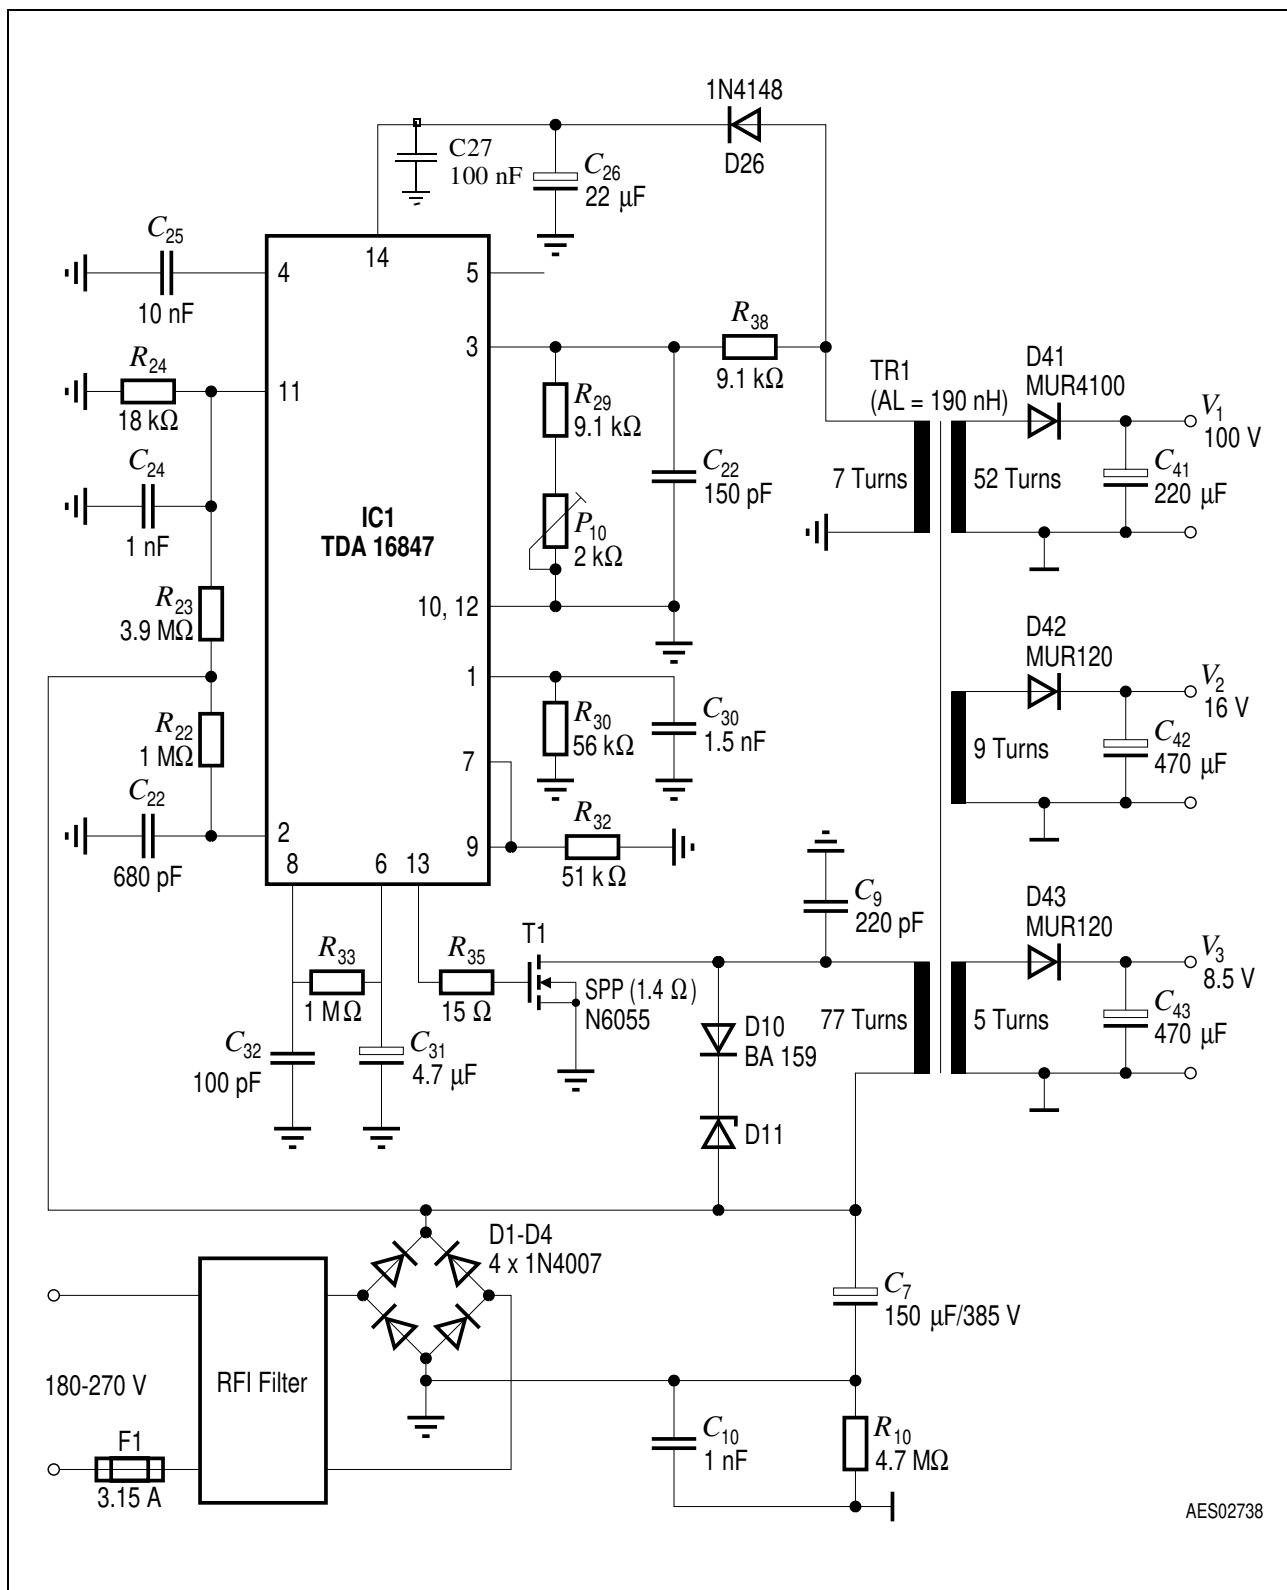 1N4148
D26
C27
100 nF
C26
22 μF
C25
10 nF
4
14
5
3
R24
18 kΩ
11
R38
9.1 kΩ
R29
9.1 kΩ
TR1
(AL = 190 nH)
D41
MUR4100
V1
100 V
C24
1 nF
C22
150 pF
7 Turns
52 Turns
C41
220 μF
IC1
TDA 16847
P10
2 kΩ
R23
3.9 MΩ
10, 12
D42
MUR120
V2
16 V
1
R22
1 MΩ
R30
56 kΩ
C30
1.5 nF
9 Turns
C42
470 μF
7
C22
680 pF
2
9
R32
51 kΩ
8
6
13
C9
220 pF
D43
MUR120
V3
8.5 V
T1
R33
1 MΩ
R35
15 Ω
SPP (1.4 Ω)
N6055
77 Turns
5 Turns
C43
470 μF
D10
BA 159
C32
100 pF
C31
4.7 μF
D11
D1-D4
4 x 1N4007
C7
150 μF/385 V
180-270 V
RFI Filter
F1
3.15 A
C10
1 nF
R10
4.7 MΩ
AES02738